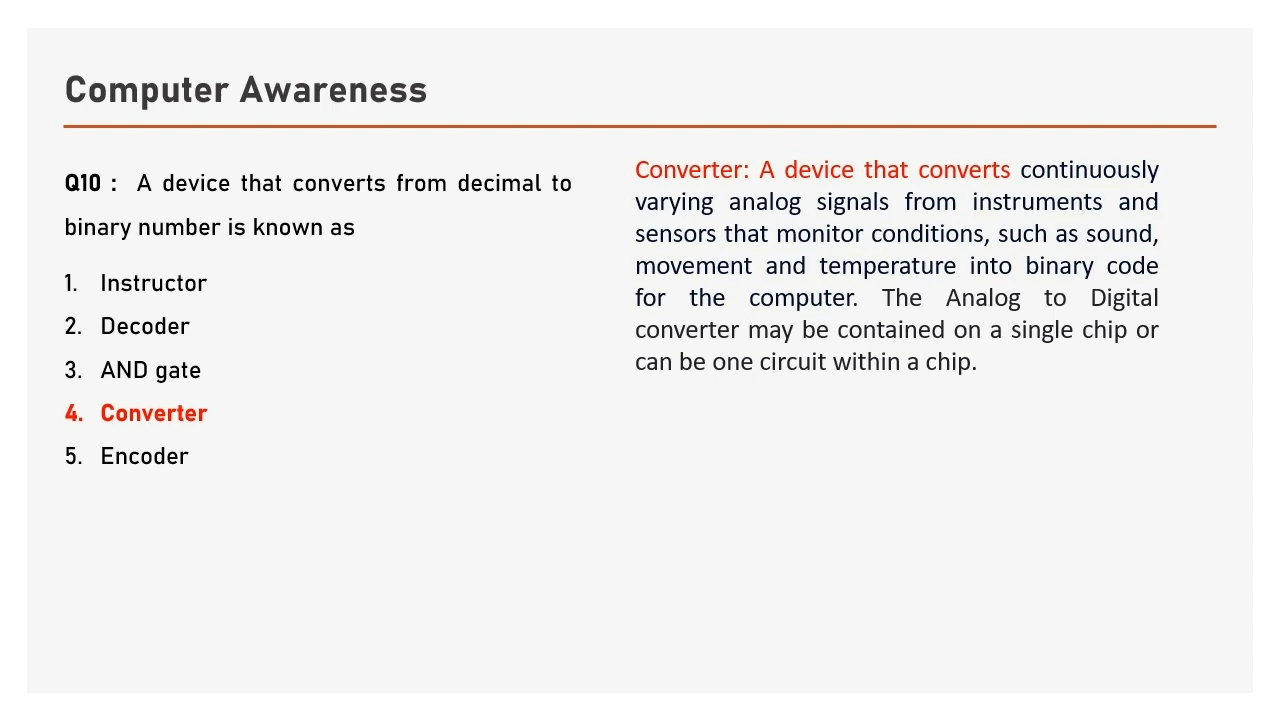 Computer Awareness
Q10 : A device that converts from decimal to
binary number is known as
1. Instructor
2. Decoder
3. AND gate
4. Converter
5. Encoder
Converter: A device that converts continuously
varying analog signals from instruments and
sensors that monitor conditions, such as sound,
movement and temperature into binary code
for the computer. The Analog to Digital
converter may be contained on a single chip or
can be one circuit within a chip.